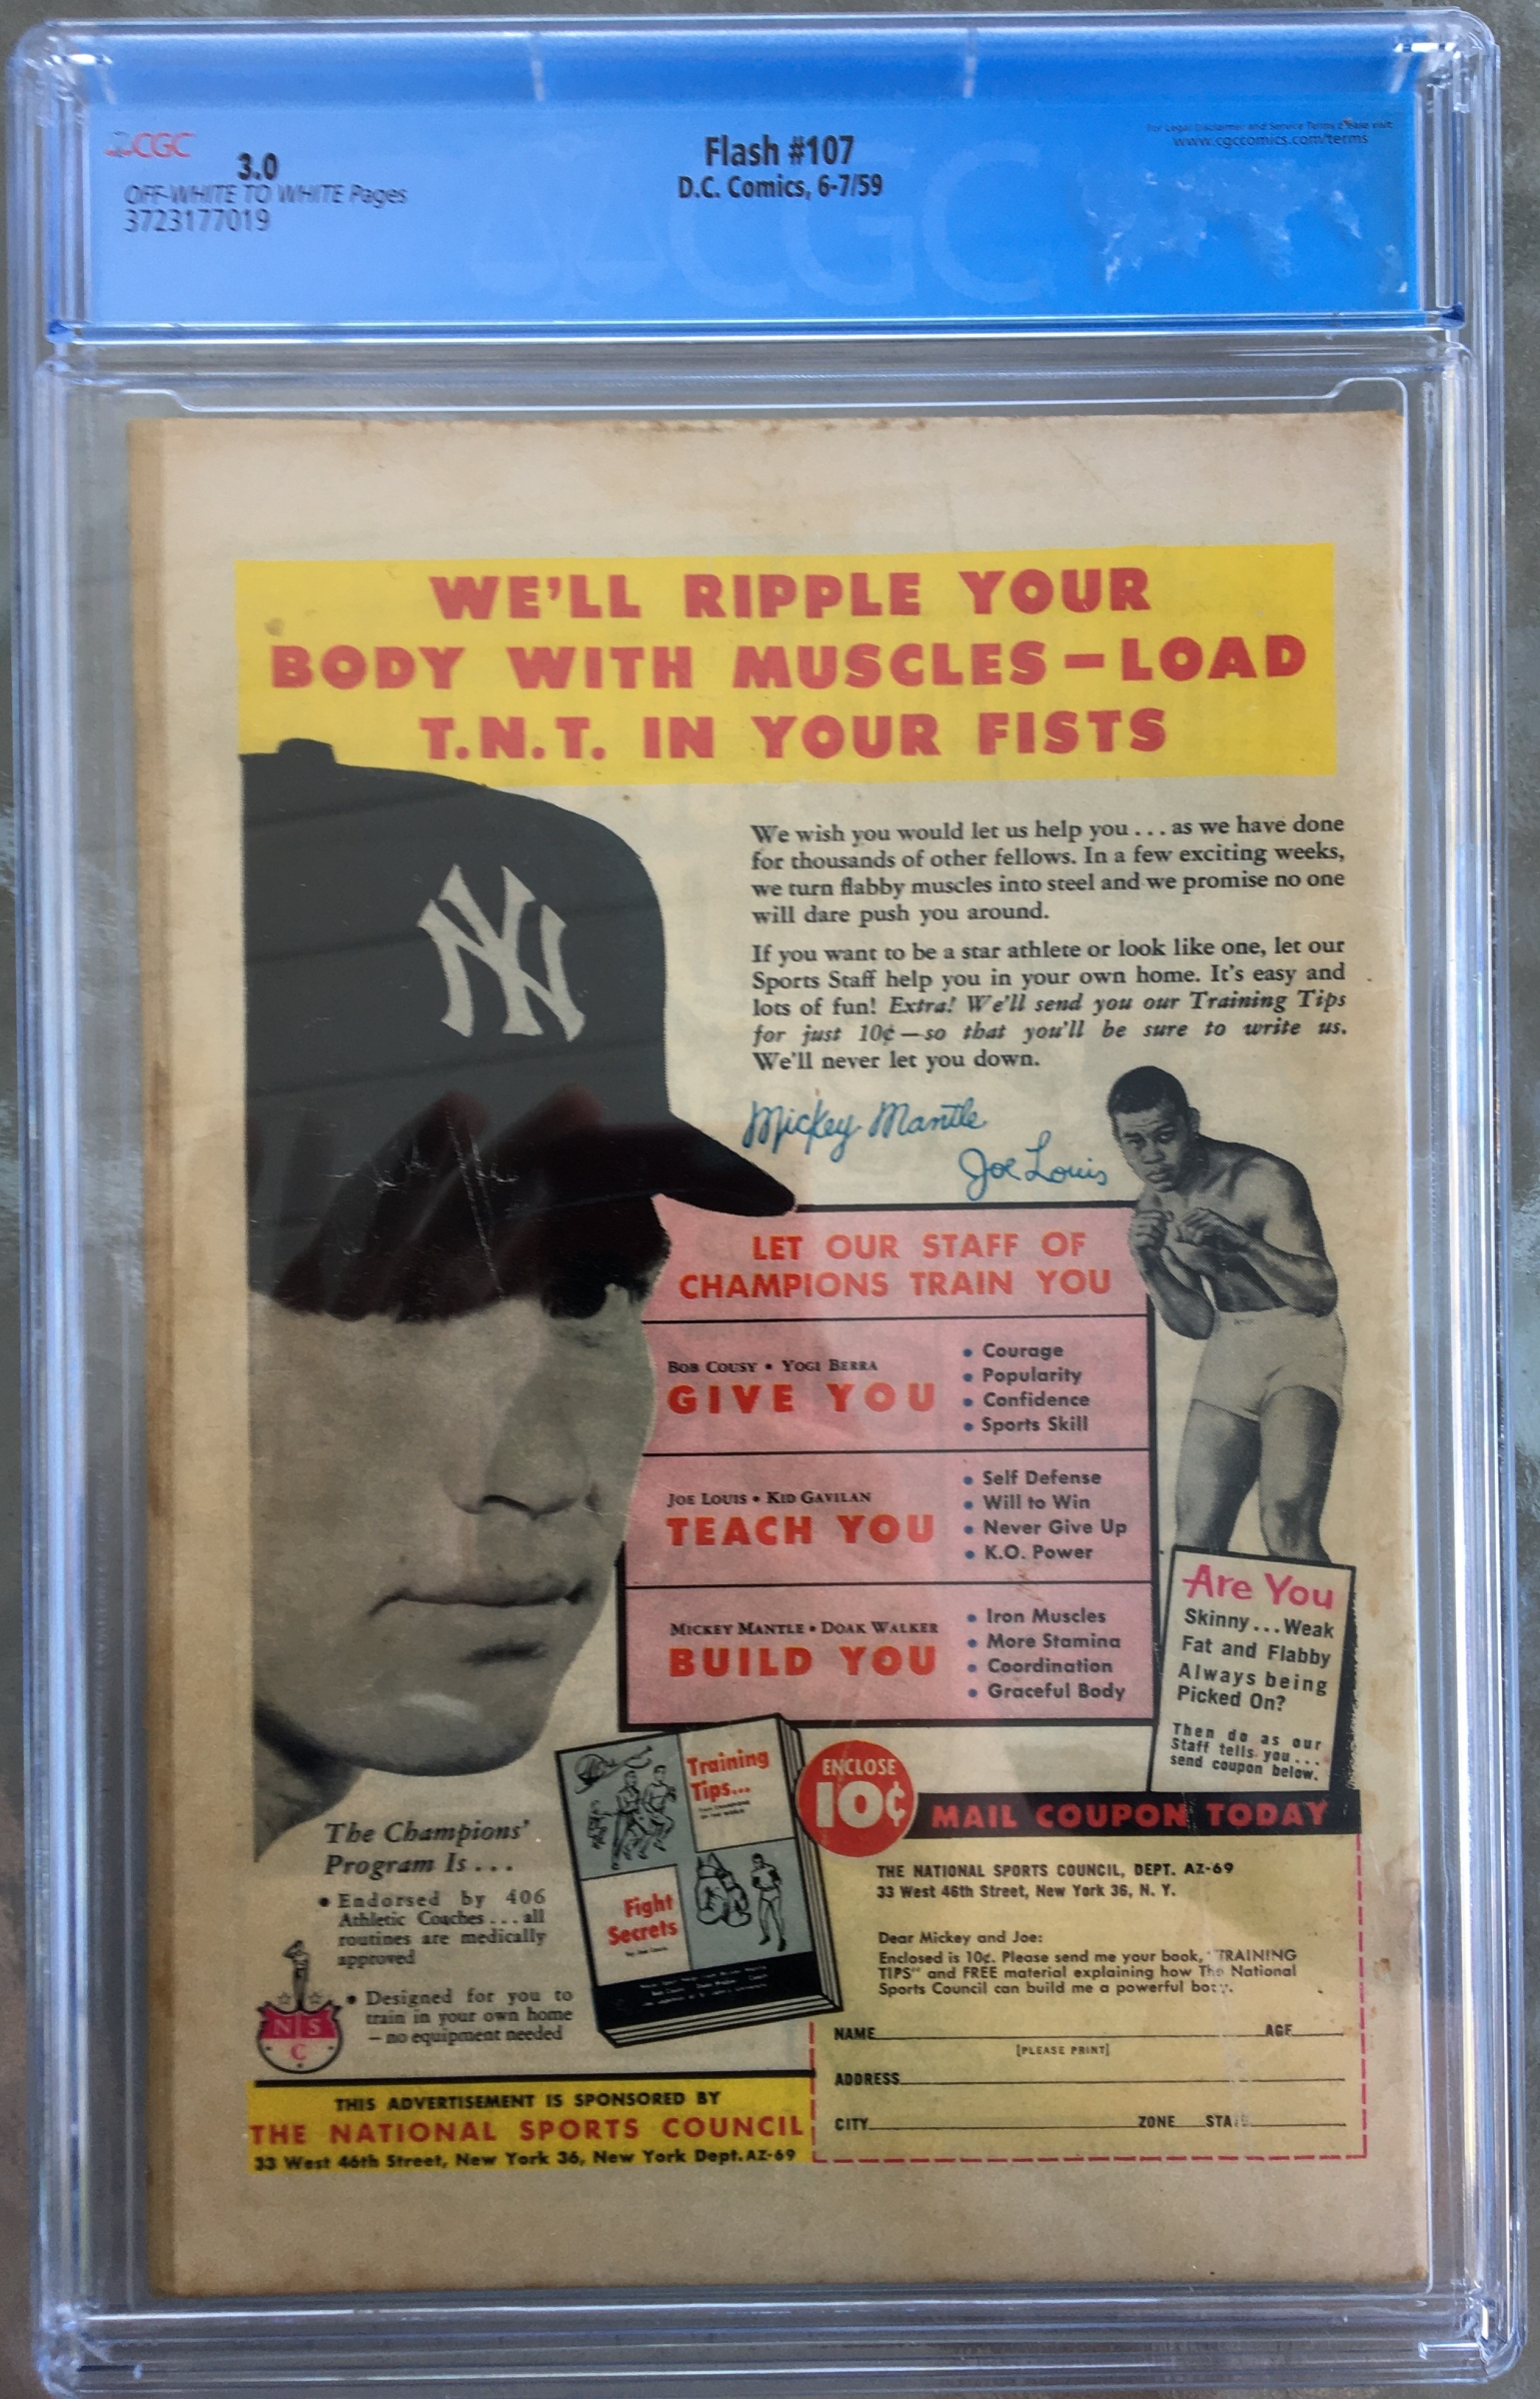 CGC
3.0
OFF-WHITE TO WHITE Pages
3723177019
Flash #107
D.C. Comics, 6-7/59
For Legal Disclaimer and Service Terms Please visit
www.cgccomics.com/terms
CGC
WE'LL RIPPLE YOUR
BODY WITH MUSCLES—LOAD
T.N.T. IN YOUR FISTS
NY
We wish you would let us help you... as we have done
for thousands of other fellows. In a few exciting weeks,
we turn flabby muscles into steel and we promise no one
will dare push you around.
If you want to be a star athlete or look like one, let our
Sports Staff help you in your own home. It's easy and
lots of fun! Extra! We'll send you our Training Tips
for just 10¢—so that you'll be sure to write us.
We'll never let you down.
Mickey Mantle
Joe Louis
LET OUR STAFF OF
CHAMPIONS TRAIN YOU
BOB COUSY • YOGI BERRA
GIVE YOU
• Courage
• Popularity
• Confidence
• Sports Skill
JOE LOUIS • KID GAVILAN
TEACH YOU
• Self Defense
• Will to Win
• Never Give Up
• K.O. Power
MICKEY MANTLE • DOAK WALKER
BUILD YOU
• Iron Muscles
• More Stamina
• Coordination
• Graceful Body
Are You
Skinny...Weak
Fat and Flabby
Always being
Picked On?
Then do as our
Staff tells you...
send coupon below.
Training
Tips...
Fight
Secrets
by Joe Louis
ENCLOSE
10¢
MAIL COUPON TODAY
The Champions'
Program Is...
• Endorsed by 406
Athletic Coaches...all
routines are medically
approved
• Designed for you to
train in your own home
—no equipment needed
N S
C
THIS ADVERTISEMENT IS SPONSORED BY
THE NATIONAL SPORTS COUNCIL
33 West 46th Street, New York 36, New York Dept. AZ-69
THE NATIONAL SPORTS COUNCIL, DEPT. AZ-69
33 West 46th Street, New York 36, N. Y.
Dear Mickey and Joe:
Enclosed is 10¢. Please send me your book, "TRAINING
TIPS" and FREE material explaining how The National
Sports Council can build me a powerful body.
NAME AGE
[PLEASE PRINT]
ADDRESS
CITY ZONE STATE